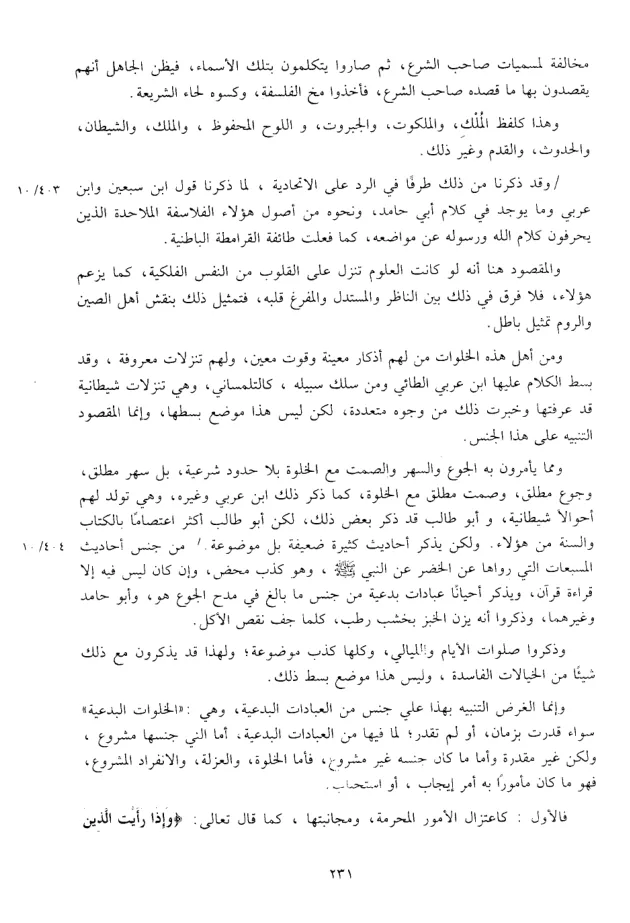 مخالفة لمسميات صاحب الشرع، ثم صاروا يتكلمون بتلك الأسماء، فيظن الجاهل أنهم
يقصدون بها ما قصده صاحب الشرع، فأخذوا مخ الفلسفة، وكسوه لحاء الشريعة.
وهذا كلفظ المُلْك، والملكوت، والجبروت، و اللوح المحفوظ ، والملك، والشيطان،
والحدوث، والقدم وغير ذلك.
/ وقد ذكرنا من ذلك طرفًا في الرد على الاتحادية ، لما ذكرنا قول ابن سبعين وابن ١٠/٤٠٣
عربي وما يوجد في كلام أبي حامد، ونحوه من أصول هؤلاء الفلاسفة الملاحدة الذين
يحرفون كلام الله ورسوله عن مواضعه، كما فعلت طائفة القرامطة الباطنية.
والمقصود هنا أنه لو كانت العلوم تنزل على القلوب من النفس الفلكية، كما يزعم
هؤلاء، فلا فرق في ذلك بين الناظر والمستدل والمفرغ قلبه، فتمثيل ذلك بنقش أهل الصين
والروم تمثيل باطل.
ومن أهل هذه الخلوات من لهم أذكار معينة وقوت معين، ولهم تنزلات معروفة ، وقد
بسط الكلام عليها ابن عربي الطائي ومن سلك سبيله ، كالتلمساني، وهي تنزلات شيطانية
قد عرفتها وخبرت ذلك من وجوه متعددة، لكن ليس هذا موضع بسطها، وإنما المقصود
التنبيه على هذا الجنس.
ومما يأمرون به الجوع والسهر والصمت مع الخلوة بلا حدود شرعية، بل سهر مطلق،
وجوع مطلق، وصمت مطلق مع الخلوة، كما ذكر ذلك ابن عربي وغيره، وهي تولد لهم
أحوالًا شيطانية، و أبو طالب قد ذكر بعض ذلك، لكن أبو طالب أكثر اعتصامًا بالكتاب
والسنة من هؤلاء. ولكن يذكر أحاديث كثيرة ضعيفة بل موضوعة. / من جنس أحاديث ١٠/٤٠٤
المسبعات التي رواها عن الخضر عن النبي ﷺ ، وهو كذب محض، وإن كان ليس فيه إلا
قراءة قرآن، ويذكر أحيانًا عبادات بدعية من جنس ما بالغ في مدح الجوع هو، وأبو حامد
وغيرهما، وذكروا أنه يزن الخبز بخشب رطب، كلما جف نقص الأكل.
وذكروا صلوات الأيام والليالي، وكلها كذب موضوعة؛ ولهذا قد يذكرون مع ذلك
شيئًا من الخيالات الفاسدة ، وليس هذا موضع بسط ذلك.
وإنما الغرض التنبيه بهذا علي جنس من العبادات البدعية، وهي :«الخلوات البدعية»
سواء قدرت بزمان، أو لم تقدر؛ لما فيها من العبادات البدعية، أما التي جنسها مشروع ،
ولكن غير مقدرة وأما ما كان جنسه غير مشروع، فأما الخلوة، والعزلة، والانفراد المشروع،
فهو ما كان مأمورًا به أمر إيجاب ، أو استحباب.
فالأول : كاعتزال الأمور المحرمة، ومجانبتها ، كما قال تعالى: ﴿وَإِذَا رَأَيْتَ الَّذِينَ
٢٣١